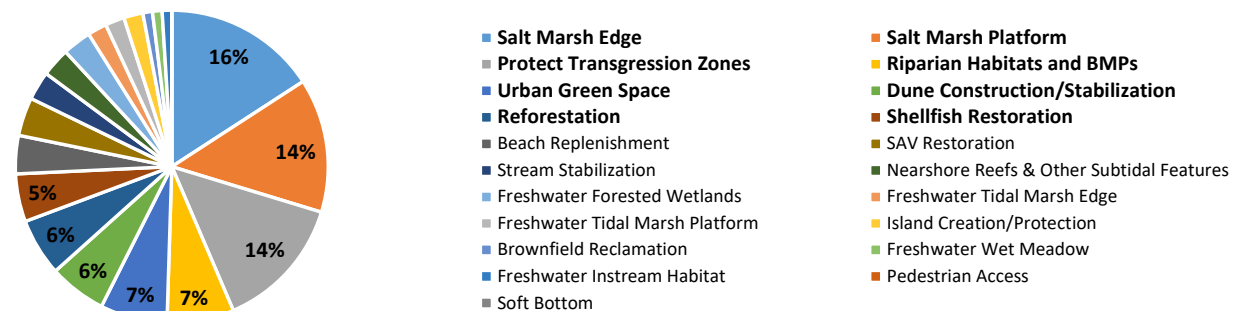 16%
14%
14%
7%
7%
6%
6%
5%
Salt Marsh Edge
Salt Marsh Platform
Protect Transgression Zones
Riparian Habitats and BMPs
Urban Green Space
Dune Construction/Stabilization
Reforestation
Shellfish Restoration
Beach Replenishment
SAV Restoration
Stream Stabilization
Nearshore Reefs & Other Subtidal Features
Freshwater Forested Wetlands
Freshwater Tidal Marsh Edge
Freshwater Tidal Marsh Platform
Island Creation/Protection
Brownfield Reclamation
Freshwater Wet Meadow
Freshwater Instream Habitat
Pedestrian Access
Soft Bottom